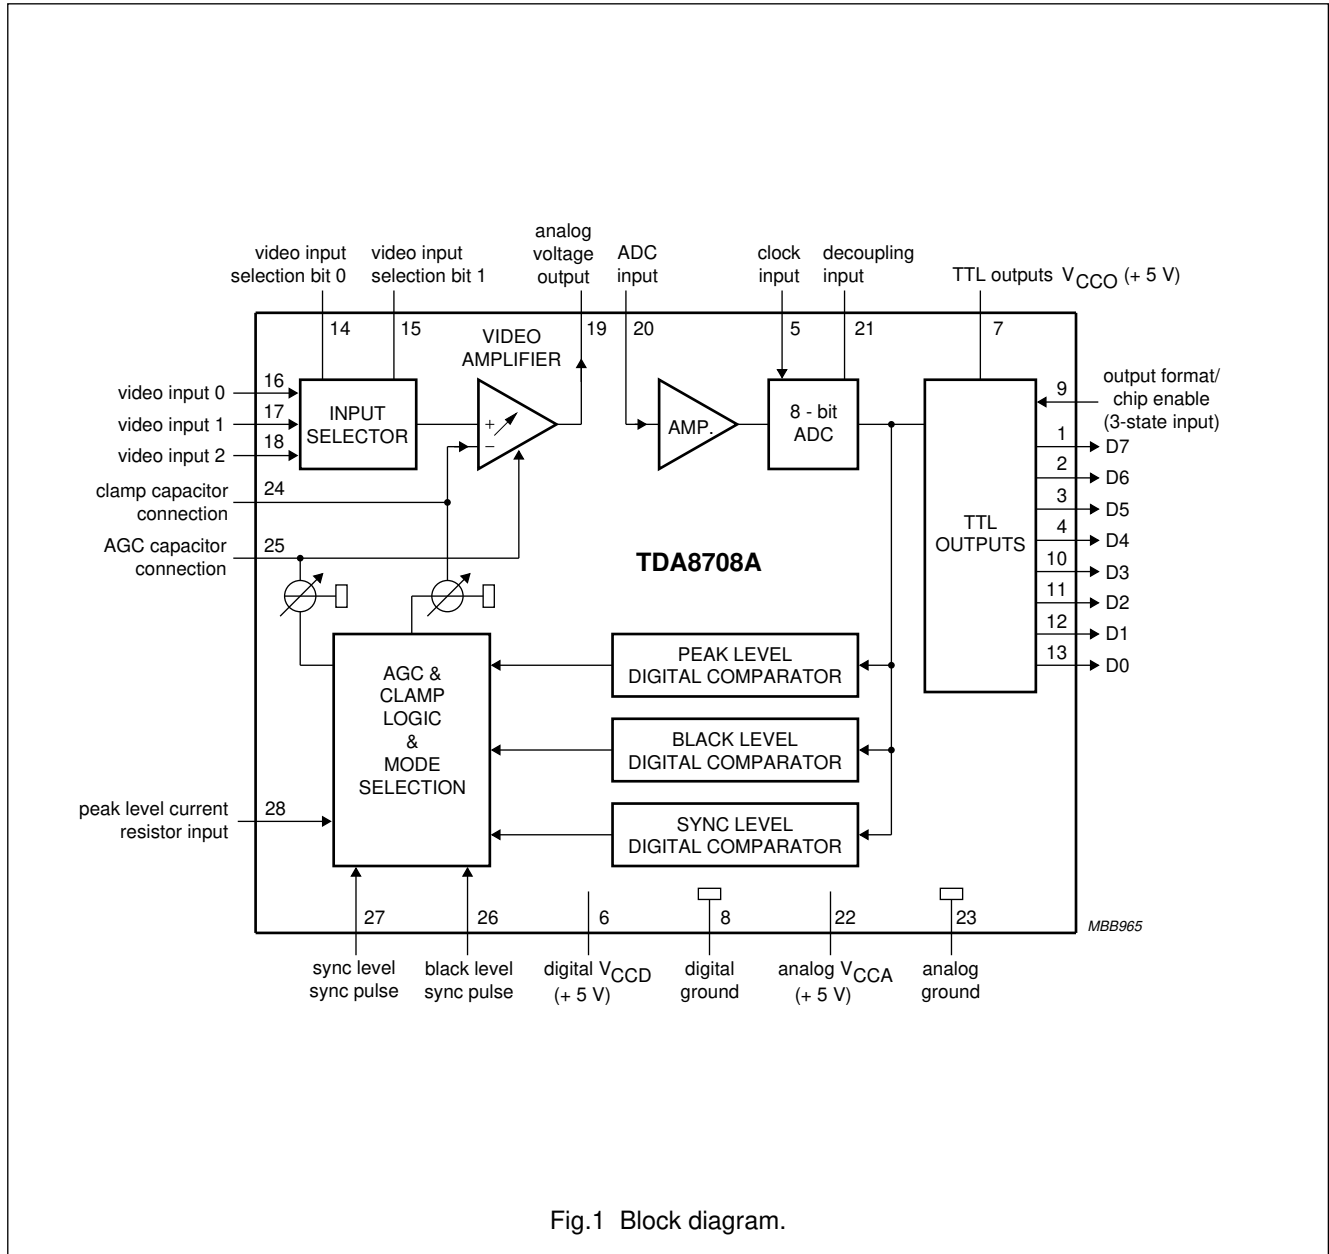 analog
voltage
output
video input
selection bit 0
video input
selection bit 1
ADC
input
clock
input
decoupling
input
TTL outputs VCCO (+ 5 V)
14
15
19
20
5
21
7
VIDEO
AMPLIFIER
video input 0
16
video input 1
17
video input 2
18
INPUT
SELECTOR
+
−
AMP.
8 - bit
ADC
9
output format/
chip enable
(3-state input)
TTL
OUTPUTS
1
D7
2
D6
3
D5
4
D4
10
D3
11
D2
12
D1
13
D0
clamp capacitor
connection
24
AGC capacitor
connection
25
TDA8708A
AGC &
CLAMP
LOGIC
&
MODE
SELECTION
PEAK LEVEL
DIGITAL COMPARATOR
BLACK LEVEL
DIGITAL COMPARATOR
SYNC LEVEL
DIGITAL COMPARATOR
peak level current
resistor input
28
27
26
6
8
22
23
MBB965
sync level
sync pulse
black level
sync pulse
digital VCCD
(+ 5 V)
digital
ground
analog VCCA
(+ 5 V)
analog
ground
Fig.1 Block diagram.